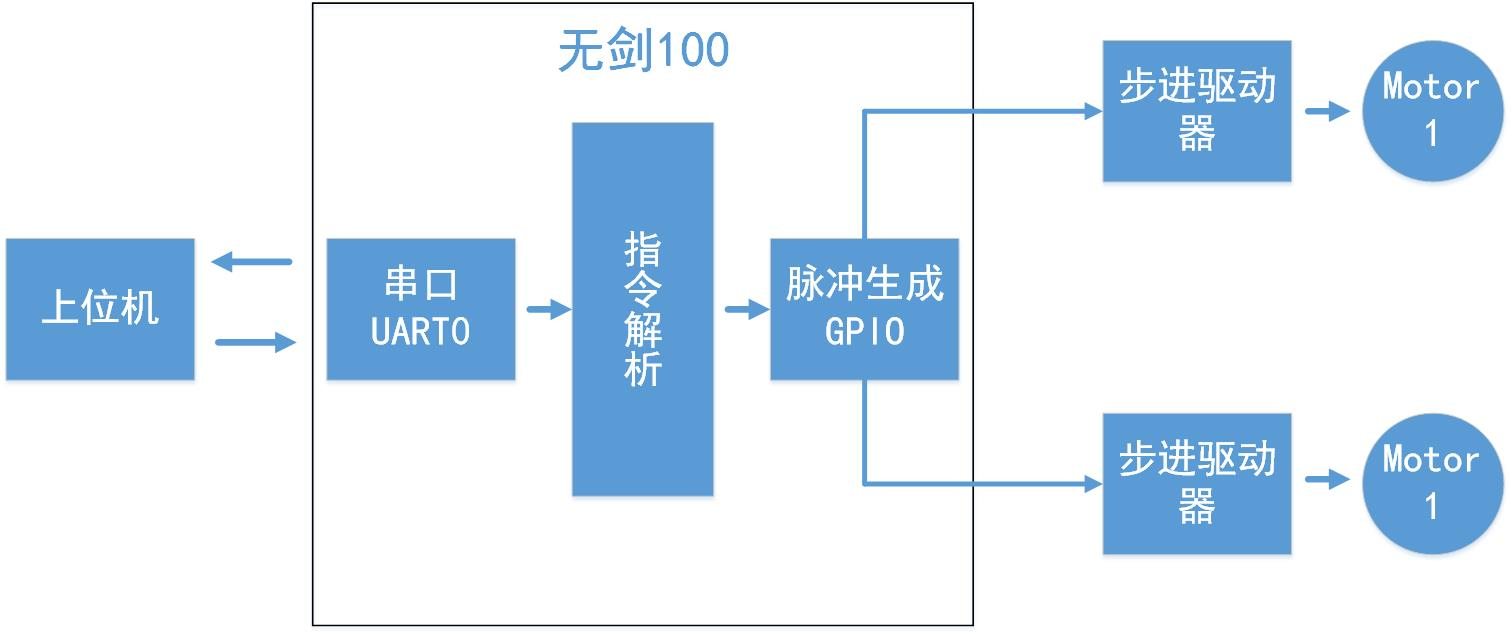 无剑100
上位机
串口
UART0
指
令
解
析
脉冲生成
GPIO
步进驱动
器
Motor
1
步进驱动
器
Motor
1